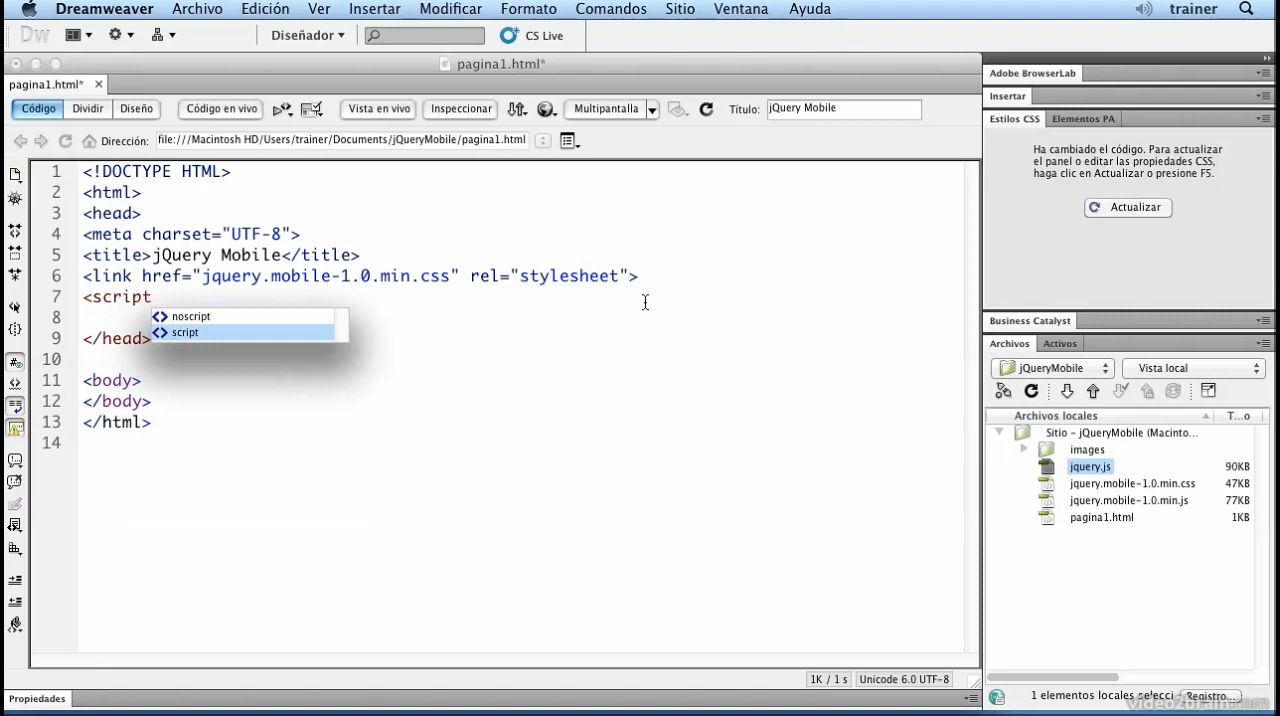 Dreamweaver Archivo Edición Ver Insertar Modificar Formato Comandos Sitio Ventana Ayuda trainer
Dw Diseñador CS Live
pagina1.html*
pagina1.html*
Código Dividir Diseño Código en vivo Vista en vivo Inspeccionar Multipantalla Título: jQuery Mobile
Dirección: file:///Macintosh HD/Users/trainer/Documents/jQueryMobile/pagina1.html
1 <!DOCTYPE HTML>
2 <html>
3 <head>
4 <meta charset="UTF-8">
5 <title>jQuery Mobile</title>
6 <link href="jquery.mobile-1.0.min.css" rel="stylesheet">
7 <script
noscript
8
script
9 </head>
10
11 <body>
12 </body>
13 </html>
14
1K / 1 s Unicode 6.0 UTF-8
Propiedades
Adobe BrowserLab
Insertar
Estilos CSS Elementos PA
Ha cambiado el código. Para actualizar
el panel o editar las propiedades CSS,
haga clic en Actualizar o presione F5.
Actualizar
Business Catalyst
Archivos Activos
jQueryMobile Vista local
Archivos locales T...o
Sitio - jQueryMobile (Macinto...
images
jquery.js 90KB
jquery.mobile-1.0.min.css 47KB
jquery.mobile-1.0.min.js 77KB
pagina1.html 1KB
1 elementos locales selecci Registro...
video2brain.com